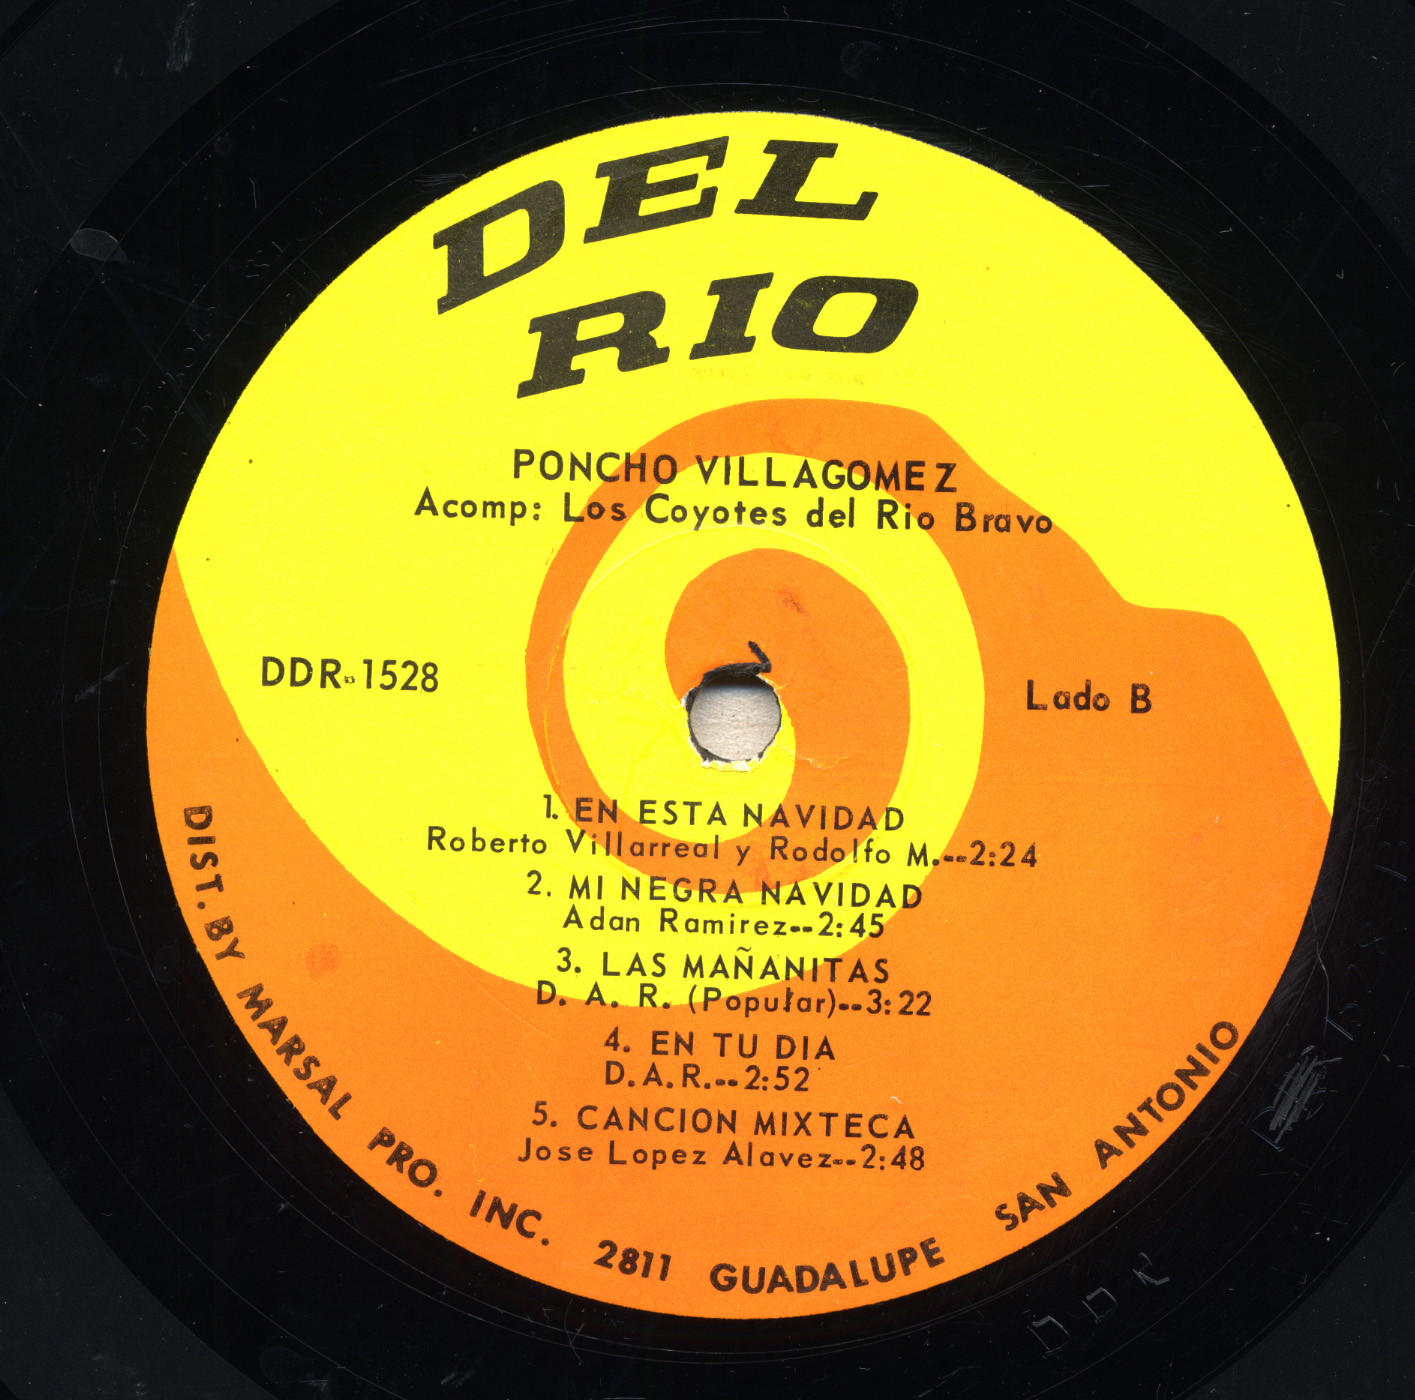 DEL
RIO
PONCHO VILLAGOMEZ
Acomp: Los Coyotes del Rio Bravo
DDR-1528
Lado B
1. EN ESTA NAVIDAD
Roberto Villarreal y Rodolfo M.--2:24
2. MI NEGRA NAVIDAD
Adan Ramirez--2:45
3. LAS MAÑANITAS
D. A. R. (Popular)--3:22
4. EN TU DIA
D.A.R.--2:52
5. CANCION MIXTECA
Jose Lopez Alavez--2:48
DIST. BY MARSAL PRO. INC. 2811 GUADALUPE SAN ANTONIO
DDR